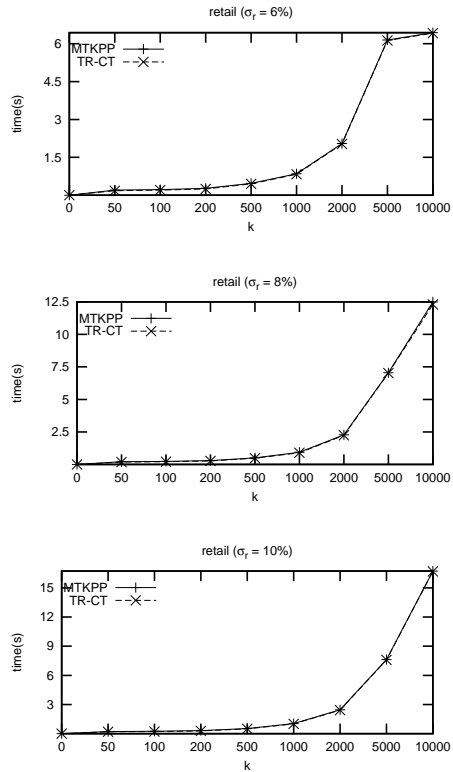 retail (σr = 6%)
6
MTKPP
TR-CT
4.5
time(s)
3
1.5
0 50 100 200 500 1000 2000 5000 10000
k
retail (σr = 8%)
12.5
MTKPP
TR-CT
10
time(s)
7.5
5
2.5
0 50 100 200 500 1000 2000 5000 10000
k
retail (σr = 10%)
15
MTKPP
TR-CT
12
time(s)
9
6
3
0 50 100 200 500 1000 2000 5000 10000
k